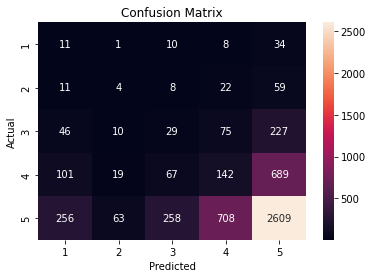 Confusion Matrix
1 11 1 10 8 34
2 11 4 8 22 59
3 46 10 29 75 227
4 101 19 67 142 689
5 256 63 258 708 2609
1 2 3 4 5
Predicted
Actual
2500
2000
1500
1000
500